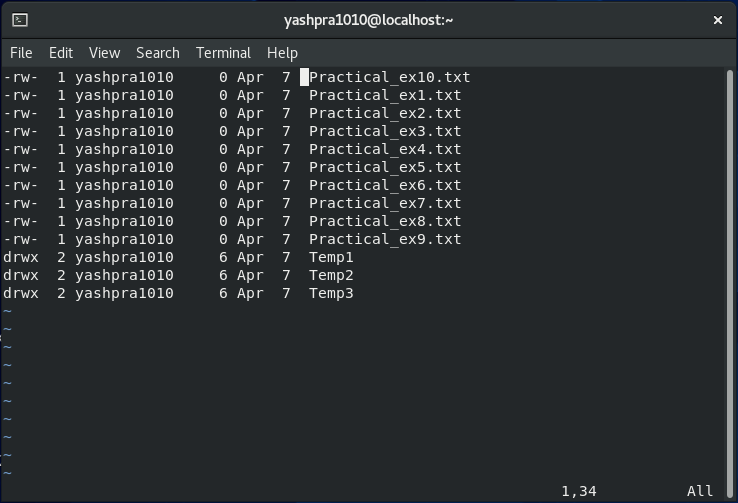 yashpra1010@localhost:~
File Edit View Search Terminal Help
-rw-  1 yashpra1010     0 Apr  7  Practical_ex10.txt
-rw-  1 yashpra1010     0 Apr  7  Practical_ex1.txt
-rw-  1 yashpra1010     0 Apr  7  Practical_ex2.txt
-rw-  1 yashpra1010     0 Apr  7  Practical_ex3.txt
-rw-  1 yashpra1010     0 Apr  7  Practical_ex4.txt
-rw-  1 yashpra1010     0 Apr  7  Practical_ex5.txt
-rw-  1 yashpra1010     0 Apr  7  Practical_ex6.txt
-rw-  1 yashpra1010     0 Apr  7  Practical_ex7.txt
-rw-  1 yashpra1010     0 Apr  7  Practical_ex8.txt
-rw-  1 yashpra1010     0 Apr  7  Practical_ex9.txt
drwx  2 yashpra1010     6 Apr  7  Temp1
drwx  2 yashpra1010     6 Apr  7  Temp2
drwx  2 yashpra1010     6 Apr  7  Temp3
~
~
~
~
~
~
~
~
~
~
1,34          All